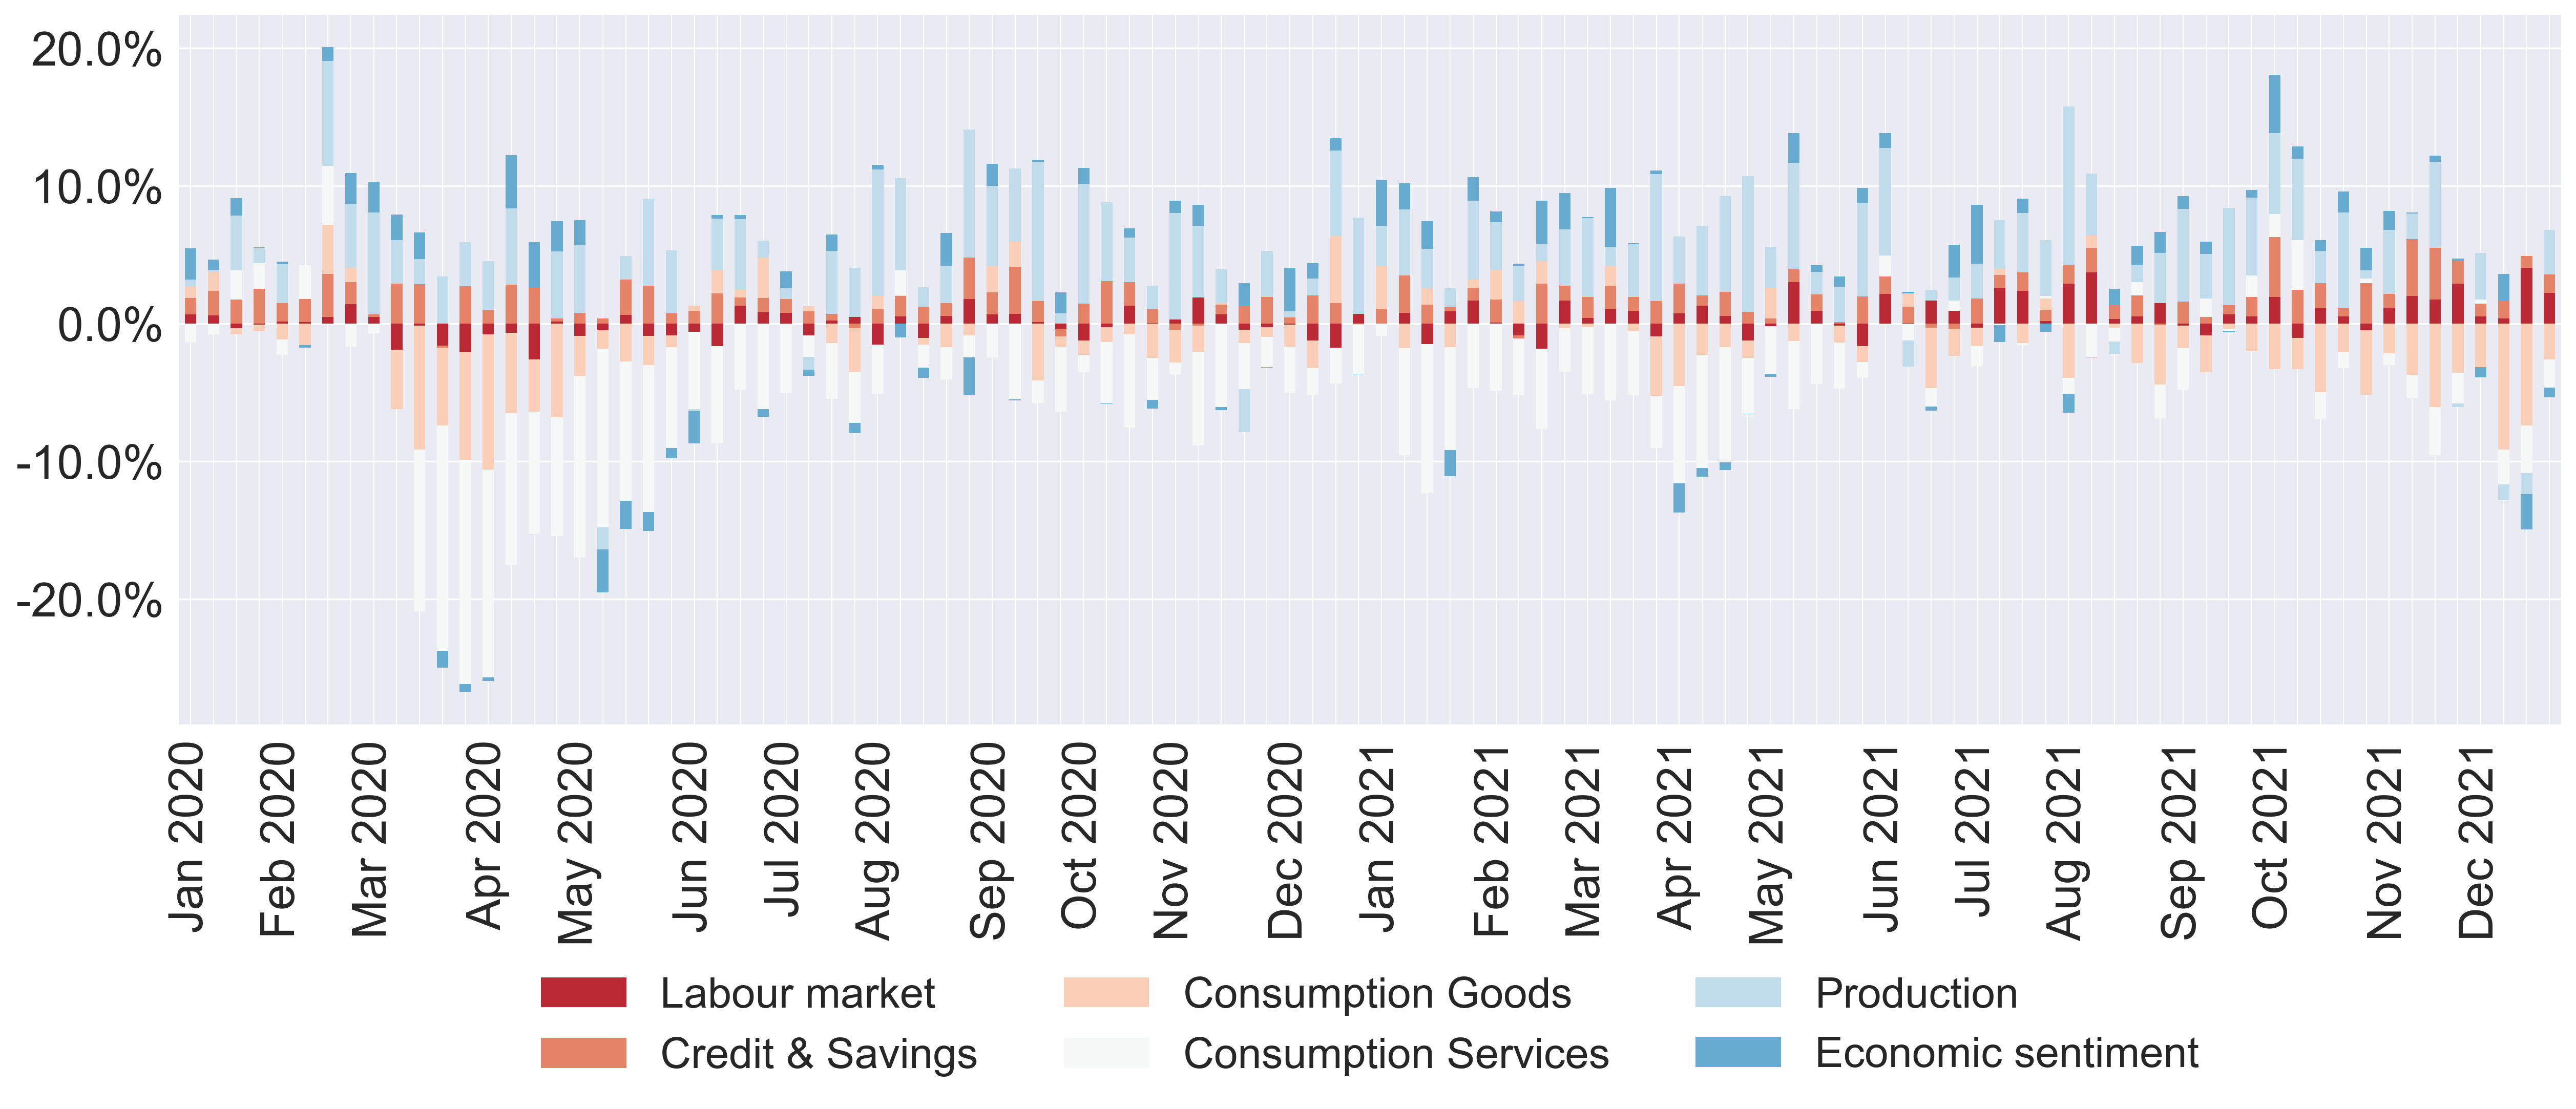 20.0%
10.0%
0.0%
-10.0%
-20.0%
Jan 2020
Feb 2020
Mar 2020
Apr 2020
May 2020
Jun 2020
Jul 2020
Aug 2020
Sep 2020
Oct 2020
Nov 2020
Dec 2020
Jan 2021
Feb 2021
Mar 2021
Apr 2021
May 2021
Jun 2021
Jul 2021
Aug 2021
Sep 2021
Oct 2021
Nov 2021
Dec 2021
Labour market
Credit & Savings
Consumption Goods
Consumption Services
Production
Economic sentiment